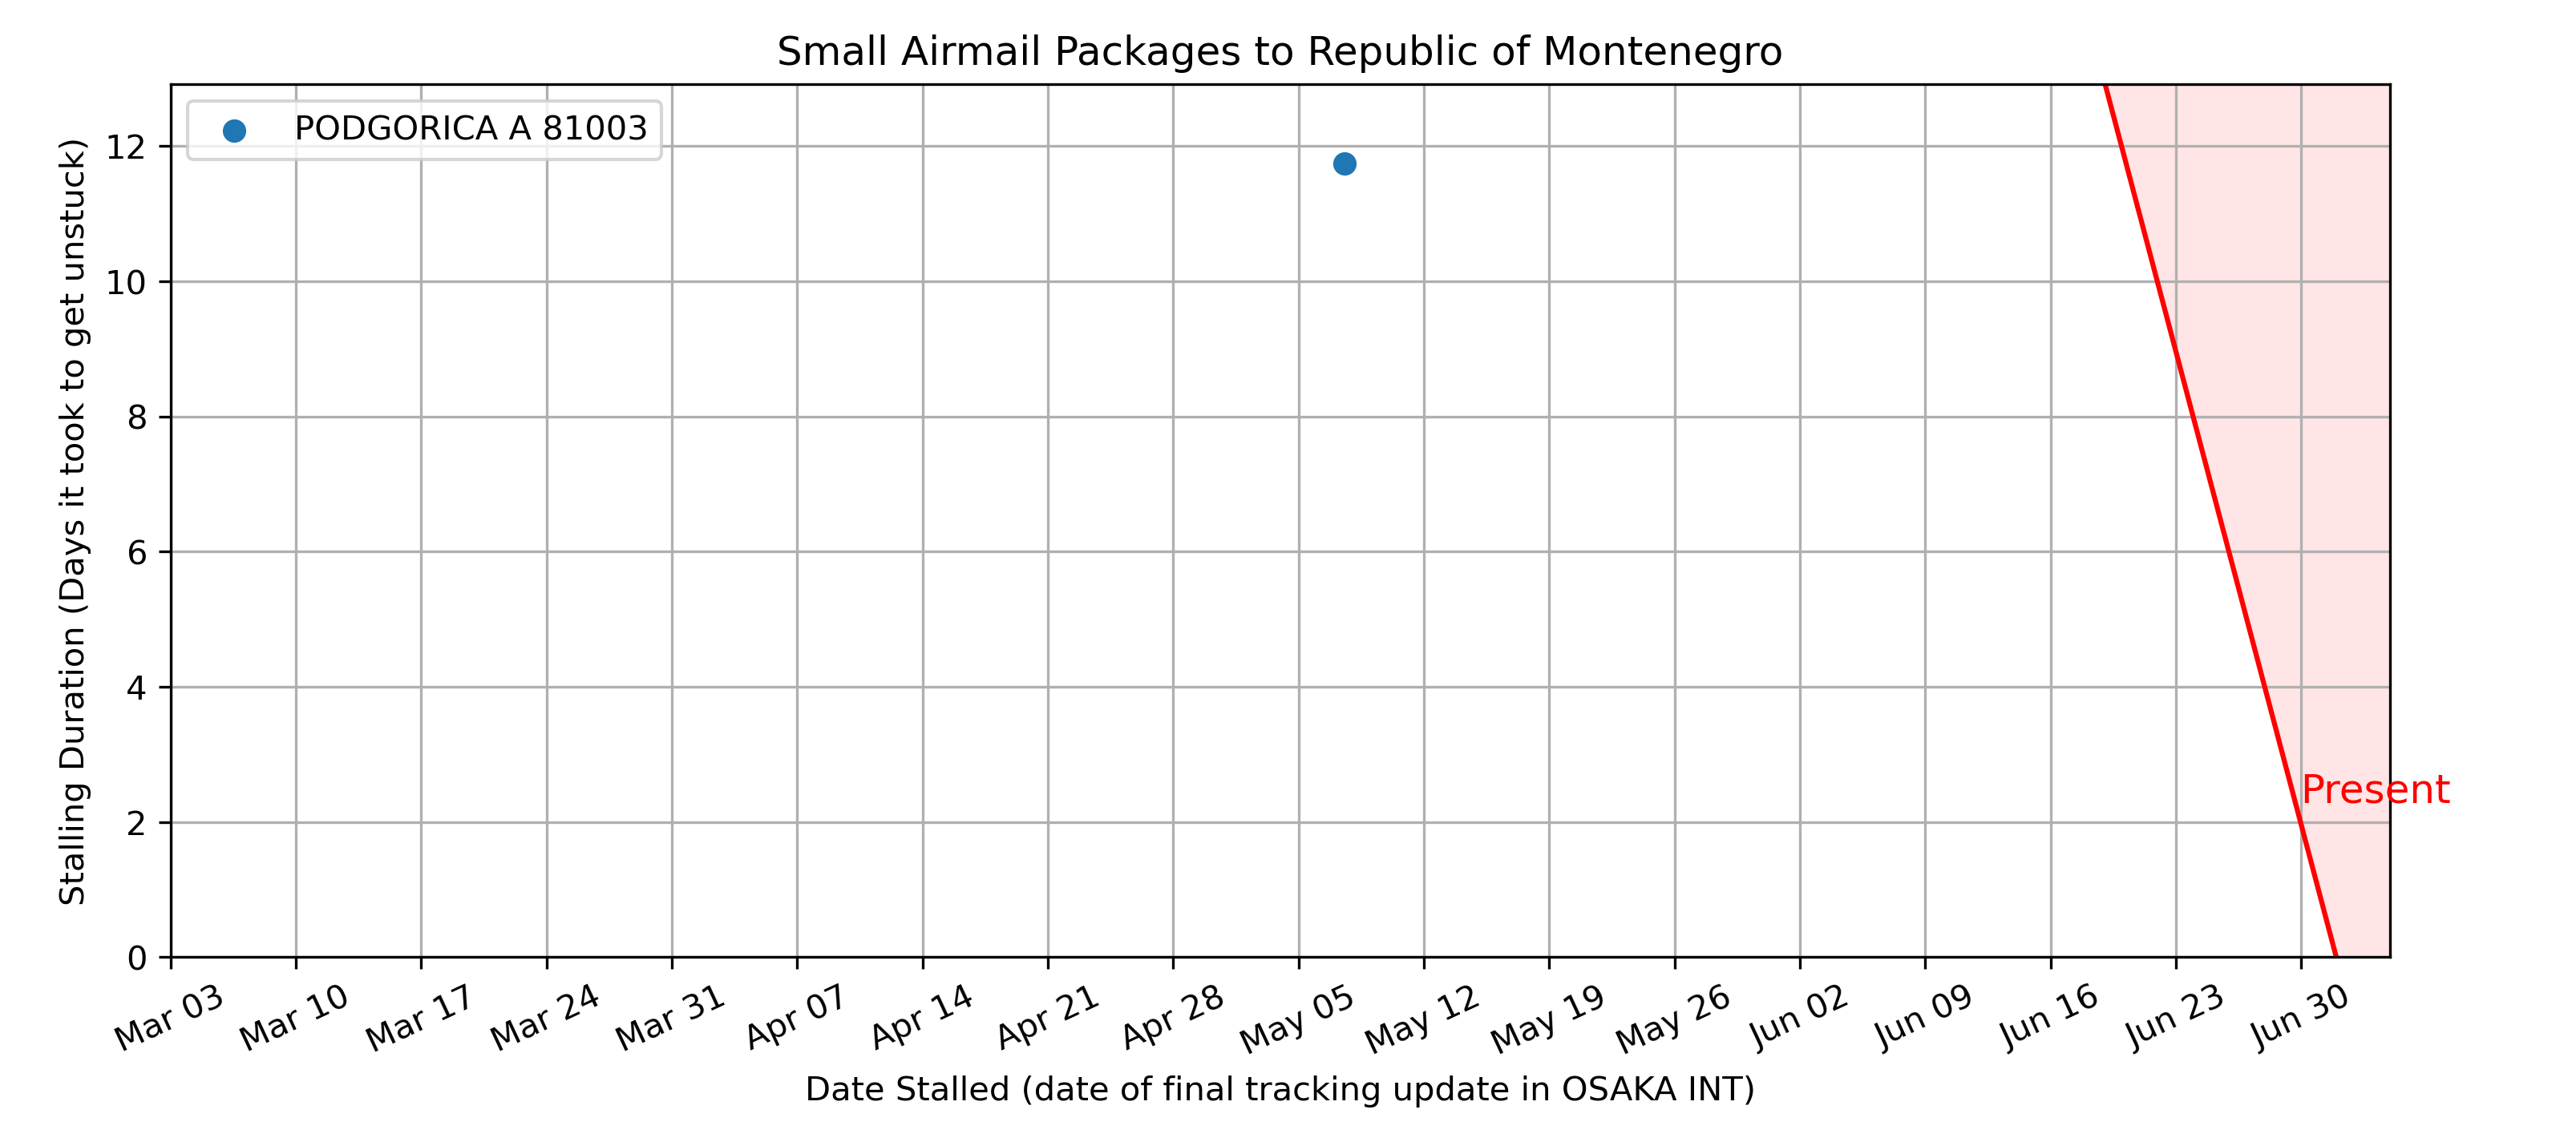 Small Airmail Packages to Republic of Montenegro
PODGORICA A 81003
Stalling Duration (Days it took to get unstuck)
12
10
8
6
4
2
0
Present
Mar 03 Mar 10 Mar 17 Mar 24 Mar 31 Apr 07 Apr 14 Apr 21 Apr 28 May 05 May 12 May 19 May 26 Jun 02 Jun 09 Jun 16 Jun 23 Jun 30
Date Stalled (date of final tracking update in OSAKA INT)